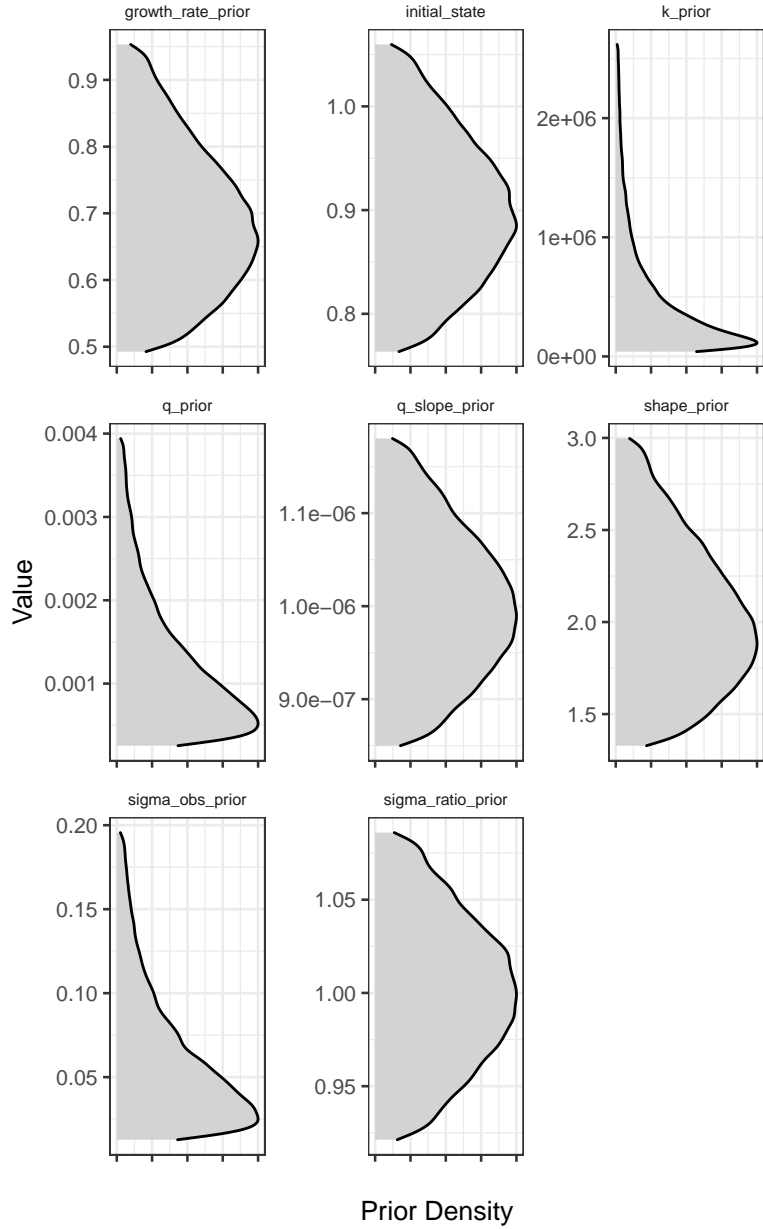 growth_rate_prior
0.9
0.8
0.7
0.6
0.5
initial_state
1.0
0.9
0.8
k_prior
2e+06
1e+06
0e+00
q_prior
0.004
0.003
0.002
0.001
q_slope_prior
1.1e−06
1.0e−06
9.0e−07
shape_prior
3.0
2.5
2.0
1.5
sigma_obs_prior
0.20
0.15
0.10
0.05
sigma_ratio_prior
1.05
1.00
0.95
Value
Prior Density